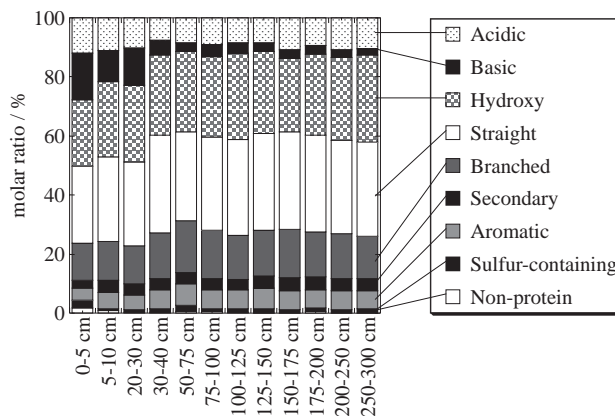 100
80
60
40
20
0
molar ratio / %
0-5 cm
5-10 cm
20-30 cm
30-40 cm
50-75 cm
75-100 cm
100-125 cm
125-150 cm
150-175 cm
175-200 cm
200-250 cm
250-300 cm
Acidic
Basic
Hydroxy
Straight
Branched
Secondary
Aromatic
Sulfur-containing
Non-protein